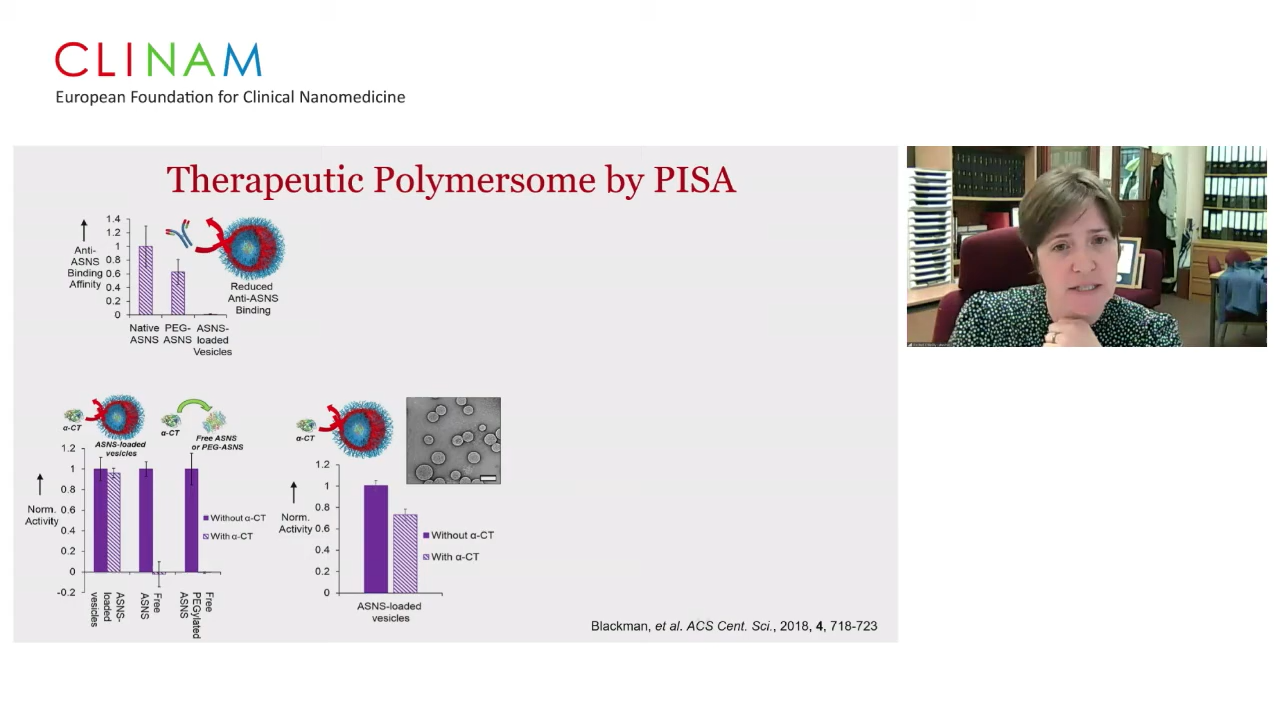 CLINAM
European Foundation for Clinical Nanomedicine
Therapeutic Polymersome by PISA
Anti-
ASNS
Binding
Affinity
1.4
1.2
1
0.8
0.6
0.4
0.2
0
Native
ASNS
PEG-
ASNS
ASNS-
loaded
Vesicles
Reduced
Anti-ASNS
Binding
α-CT
ASNS-loaded
vesicles
α-CT
Free ASNS
or PEG-ASNS
Norm.
Activity
1.2
1
0.8
0.6
0.4
0.2
0
-0.2
Without α-CT
With α-CT
ASNS-
loaded
vesicles
Free
ASNS
Free
PEGylated
ASNS
α-CT
Norm.
Activity
1.2
1
0.8
0.6
0.4
0.2
0
Without α-CT
With α-CT
ASNS-loaded
vesicles
Blackman, et al. ACS Cent. Sci., 2018, 4, 718-723